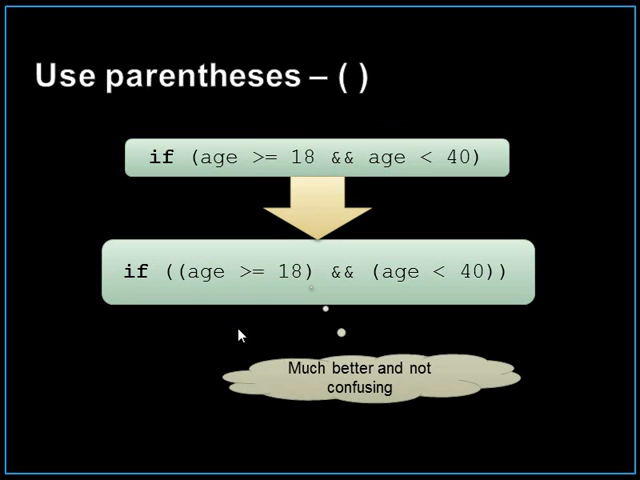 Use parentheses – ( )
if (age >= 18 && age < 40)
if ((age >= 18) && (age < 40))
Much better and not
confusing